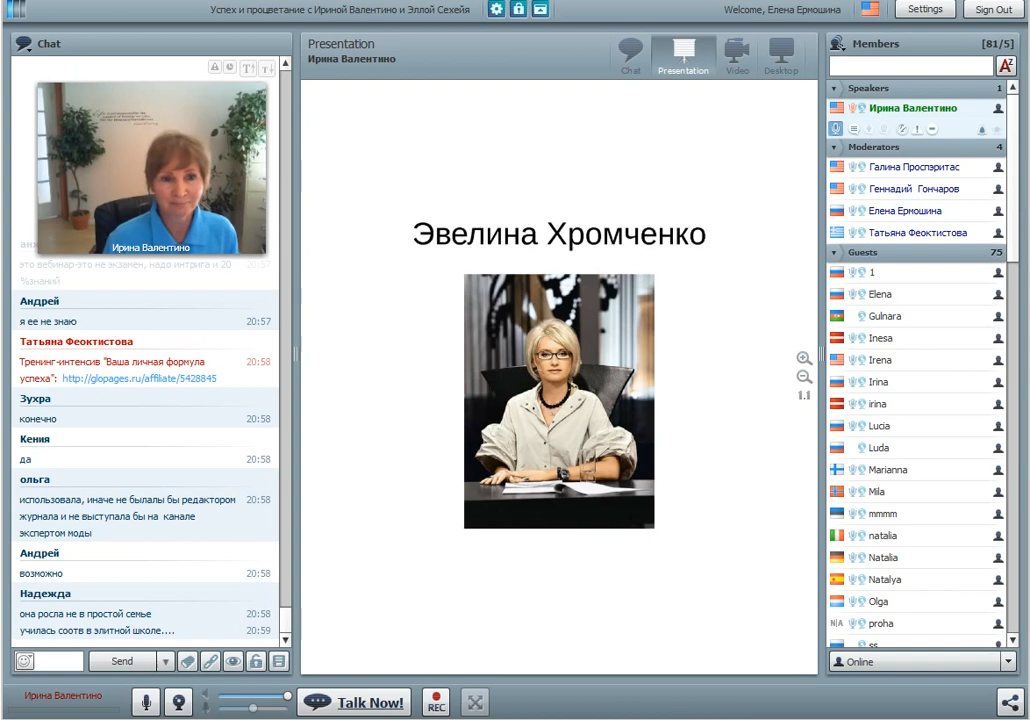 Успех и процветание с Ириной Валентино и Эллой Сехейя
Welcome, Елена Ермошина
Settings
Sign Out
Chat
Ирина Валентино
это вебинар-это не экзамен, надо интрига и 20 20:57
%знаний
Андрей
я ее не знаю 20:57
Татьяна Феоктистова
Тренинг-интенсив "Ваша личная формула 20:58
успеха": http://glopages.ru/affiliate/5428845
Зухра
конечно 20:58
Кения
да 20:58
ольга
использовала, иначе не былалы бы редактором 20:58
журнала и не выступала бы на канале
экспертом моды
Андрей
возможно 20:58
Надежда
она росла не в простой семье 20:58
училась соотв в элитной школе.... 20:59
Send
Presentation
Ирина Валентино
Chat
Presentation
Video
Desktop
Эвелина Хромченко
1.1
Members [81/5]
Speakers 1
Ирина Валентино
Moderators 4
Галина Проспэритас
Геннадий Гончаров
Елена Ермошина
Татьяна Феоктистова
Guests 75
1
Elena
Gulnara
Inesa
Irena
Irina
irina
Lucia
Luda
Marianna
Mila
mmmm
natalia
Natalia
Natalya
Olga
N/A proha
ss
Online
Ирина Валентино
Talk Now!
REC